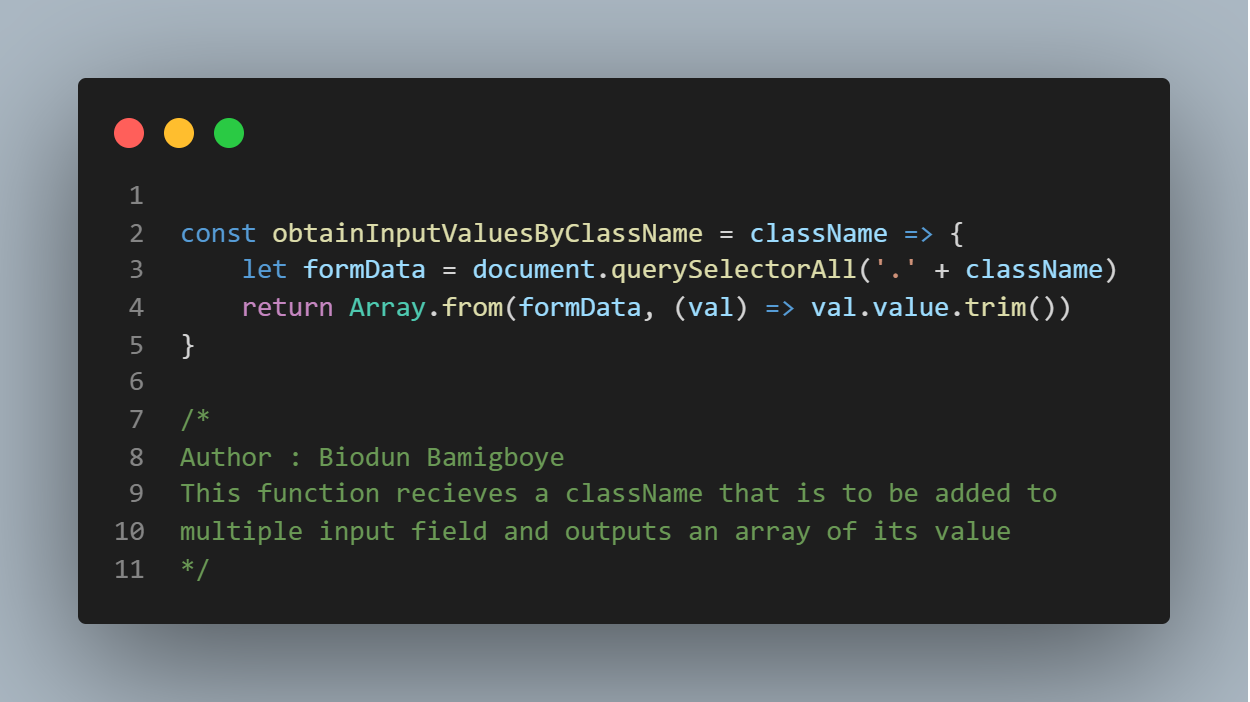 1
2 const obtainInputValuesByClassName = className => {
3     let formData = document.querySelectorAll('.' + className)
4     return Array.from(formData, (val) => val.value.trim())
5 }
6
7 /*
8 Author : Biodun Bamigboye
9 This function recieves a className that is to be added to
10 multiple input field and outputs an array of its value
11 */